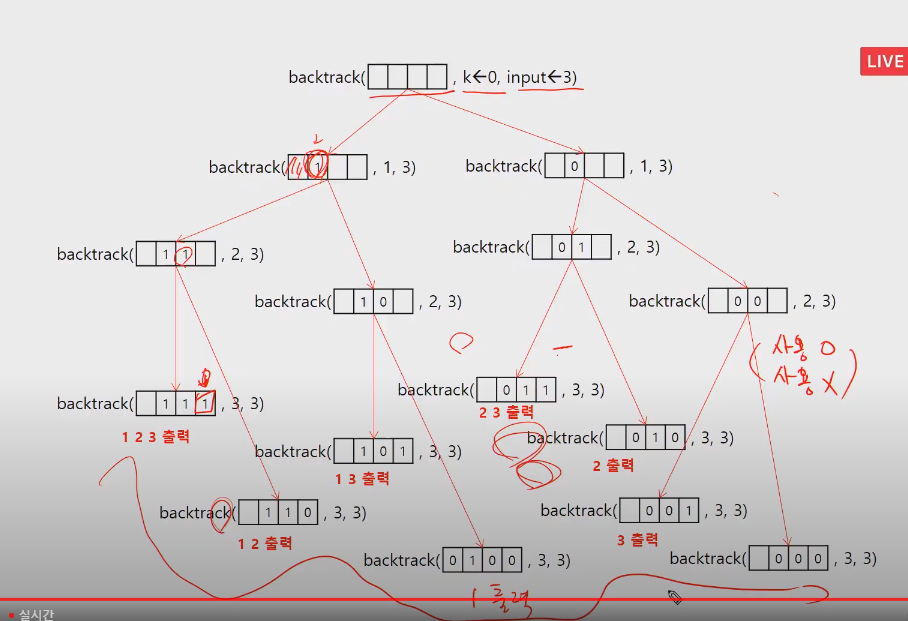 LIVE
backtrack( , k←0, input←3)
backtrack( 1 , 1, 3)
backtrack( 0 , 1, 3)
backtrack( 1 1 , 2, 3)
backtrack( 0 1 , 2, 3)
backtrack( 1 0 , 2, 3)
backtrack( 0 0 , 2, 3)
사용 O
사용 X
backtrack( 1 1 1 , 3, 3)
1 2 3 출력
backtrack( 0 1 1 , 3, 3)
2 3 출력
backtrack( 1 0 1 , 3, 3)
1 3 출력
backtrack( 0 1 0 , 3, 3)
2 출력
backtrack( 1 1 0 , 3, 3)
1 2 출력
backtrack( 0 0 1 , 3, 3)
3 출력
backtrack( 0 1 0 0 , 3, 3)
1 출력
backtrack( 0 0 0 , 3, 3)
실시간